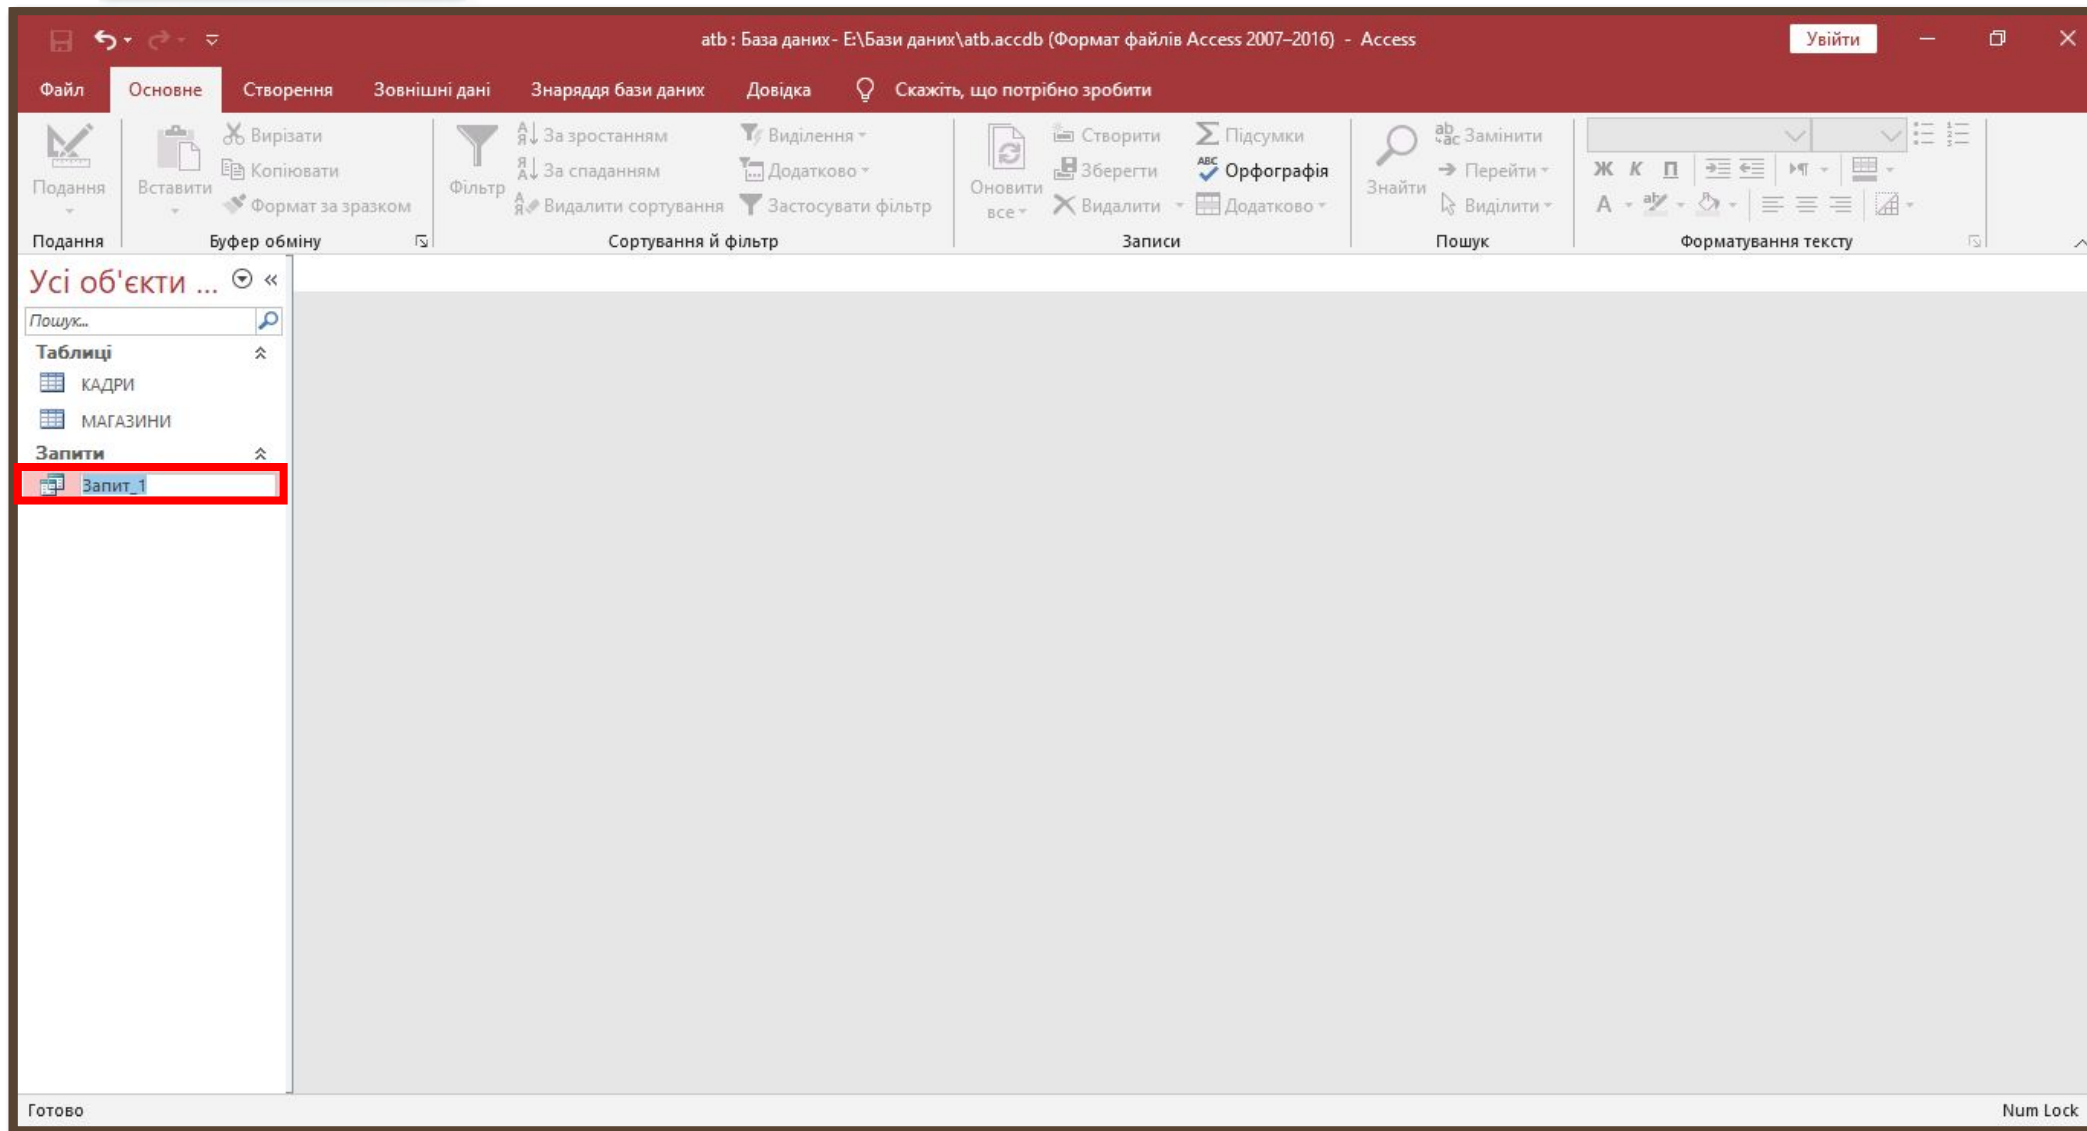 atb : База даних- E:\Бази даних\atb.accdb (Формат файлів Access 2007–2016) - Access
Увійти
Файл Основне Створення Зовнішні дані Знаряддя бази даних Довідка Скажіть, що потрібно зробити
Подання
Вставити
Вирізати
Копіювати
Формат за зразком
Фільтр
За зростанням
За спаданням
Видалити сортування
Виділення
Додатково
Застосувати фільтр
Оновити
все
Створити
Зберегти
Видалити
Підсумки
Орфографія
Додатково
Знайти
Замінити
Перейти
Виділити
Ж К П
А
Подання Буфер обміну Сортування й фільтр Записи Пошук Форматування тексту
Усі об'єкти ...
Пошук...
Таблиці
КАДРИ
МАГАЗИНИ
Запити
Запит_1
Готово Num Lock